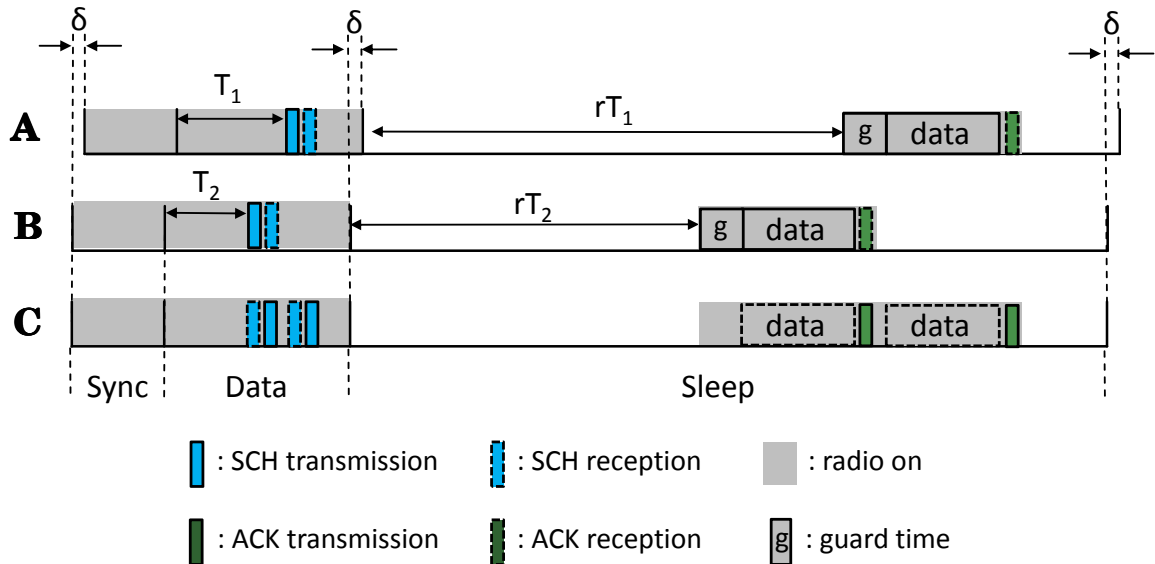 δ δ δ
T₁ rT₁
A g data
T₂ rT₂
B g data
C data data
Sync Data Sleep
: SCH transmission : SCH reception : radio on
: ACK transmission : ACK reception g : guard time